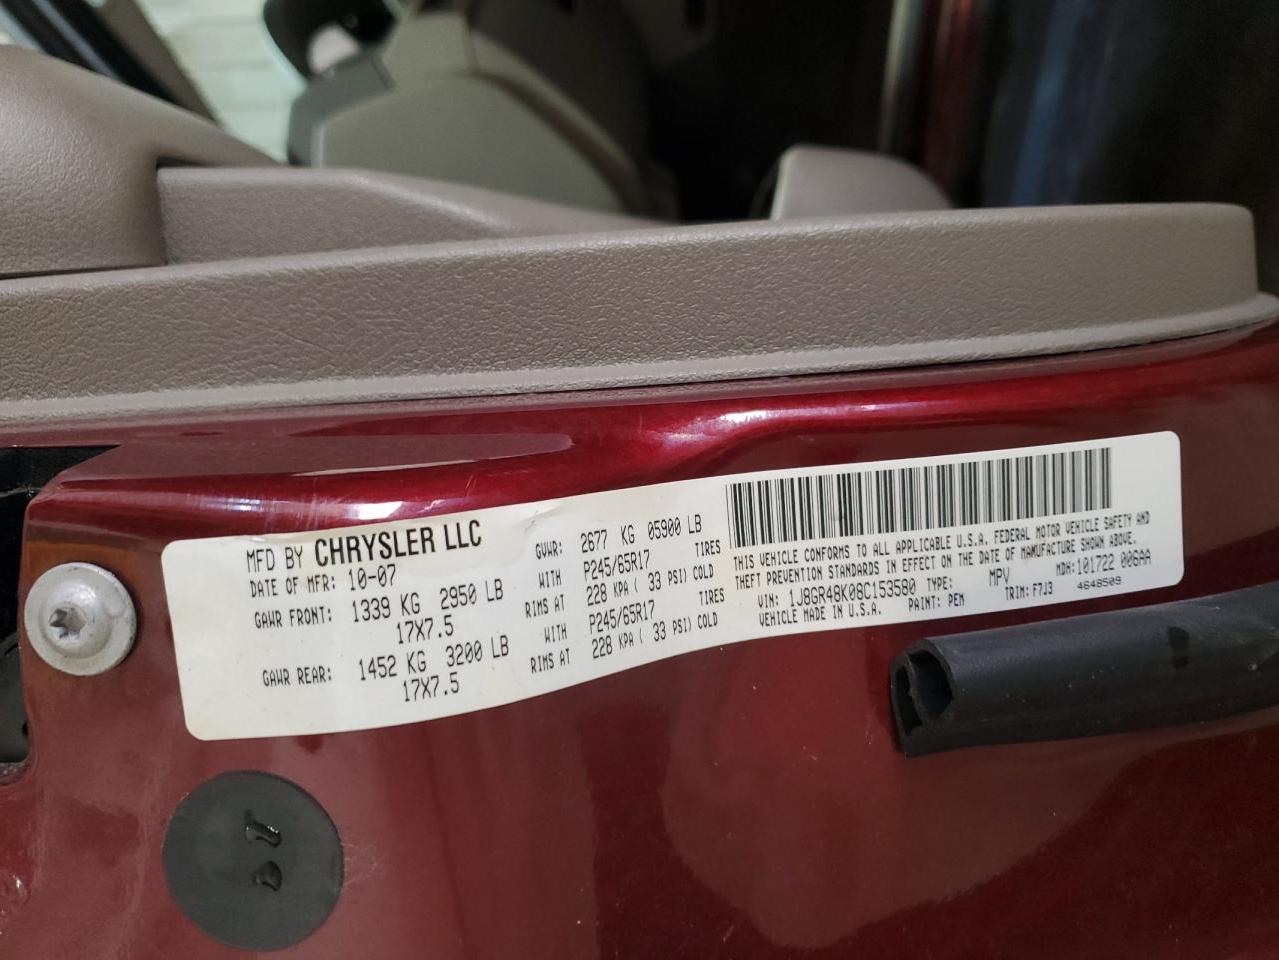 MFD BY CHRYSLER LLC
DATE OF MFR: 10-07 GVWR: 2677 KG 05900 LB
GAWR FRONT: 1339 KG 2950 LB WITH P245/65R17 TIRES
17X7.5 RIMS AT 228 KPA ( 33 PSI) COLD
GAWR REAR: 1452 KG 3200 LB WITH P245/65R17 TIRES
17X7.5 RIMS AT 228 KPA ( 33 PSI) COLD
THIS VEHICLE CONFORMS TO ALL APPLICABLE U.S.A. FEDERAL MOTOR VEHICLE SAFETY AND
THEFT PREVENTION STANDARDS IN EFFECT ON THE DATE OF MANUFACTURE SHOWN ABOVE.
VIN: 1J8GR48K08C153580 TYPE: MPV MDH:101722 006AA
VEHICLE MADE IN U.S.A. PAINT: PEM TRIM: F7J3 4648509